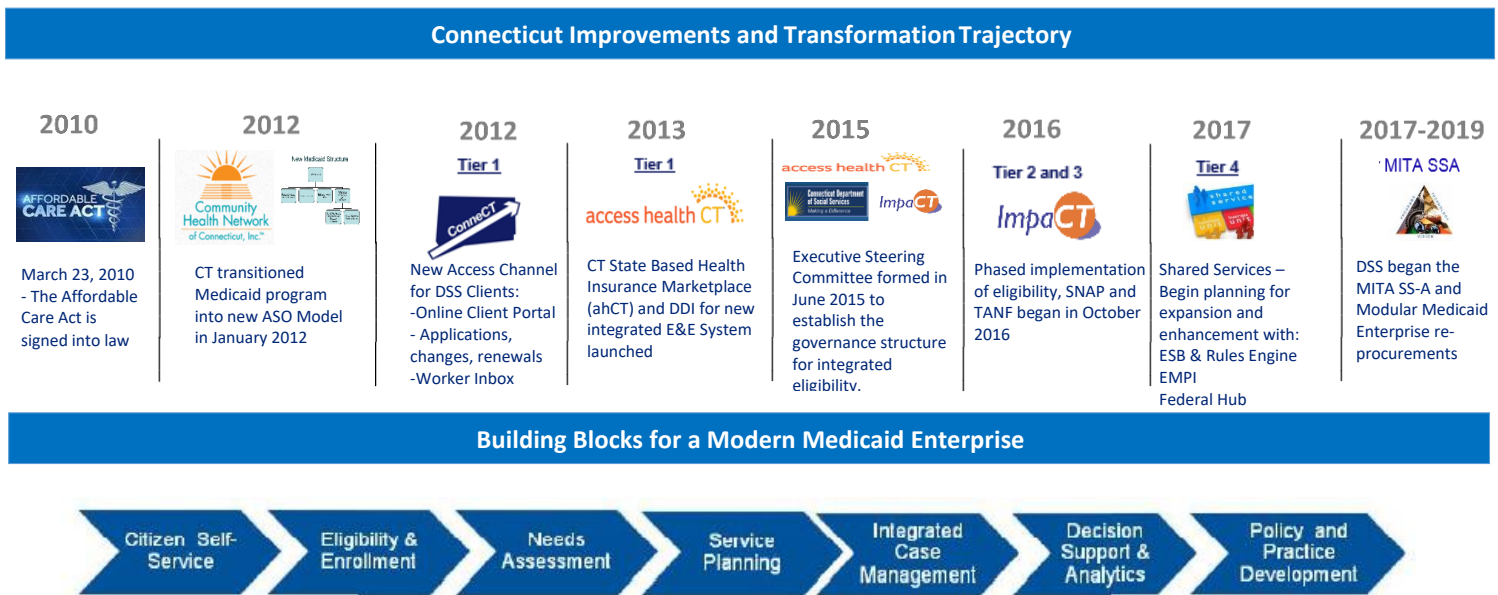 Connecticut Improvements and Transformation Trajectory
2010
AFFORDABLE
CARE ACT
March 23, 2010
- The Affordable
Care Act is
signed into law
2012
Community
Health Network
of Connecticut, Inc.™
New Medicaid Structure
CT transitioned
Medicaid program
into new ASO Model
in January 2012
2012
Tier 1
ConneCT
New Access Channel
for DSS Clients:
-Online Client Portal
- Applications,
changes, renewals
-Worker Inbox
2013
Tier 1
access health CT
CT State Based Health
Insurance Marketplace
(ahCT) and DDI for new
integrated E&E System
launched
2015
access health CT
Connecticut Department
of Social Services
Making a Difference
ImpaCT
Executive Steering
Committee formed in
June 2015 to
establish the
governance structure
for integrated
eligibility.
2016
Tier 2 and 3
ImpaCT
Phased implementation
of eligibility, SNAP and
TANF began in October
2016
2017
Tier 4
shared
service
Shared Services –
Begin planning for
expansion and
enhancement with:
ESB & Rules Engine
EMPI
Federal Hub
2017-2019
MITA SSA
DSS began the
MITA SS-A and
Modular Medicaid
Enterprise re-
procurements
Building Blocks for a Modern Medicaid Enterprise
Citizen Self-
Service
Eligibility &
Enrollment
Needs
Assessment
Service
Planning
Integrated
Case
Management
Decision
Support &
Analytics
Policy and
Practice
Development